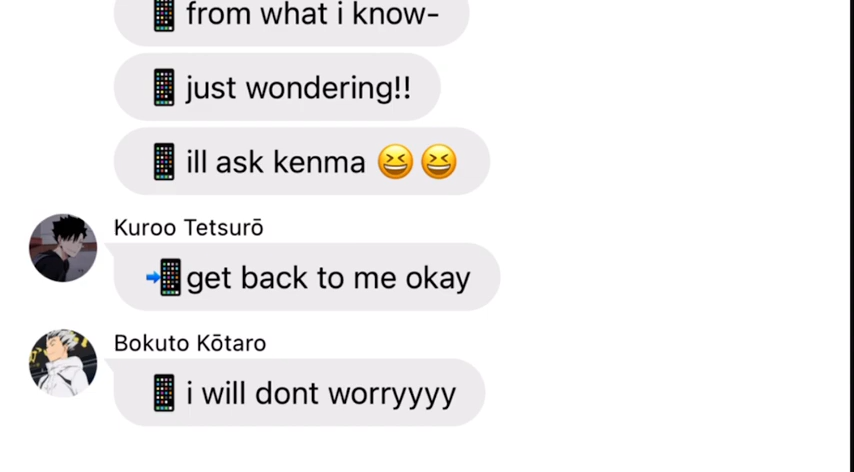 📱 from what i know-
📱 just wondering!!
📱 ill ask kenma 😆 😆
Kuroo Tetsurō
📲 get back to me okay
Bokuto Kōtaro
📱 i will dont worryyyy